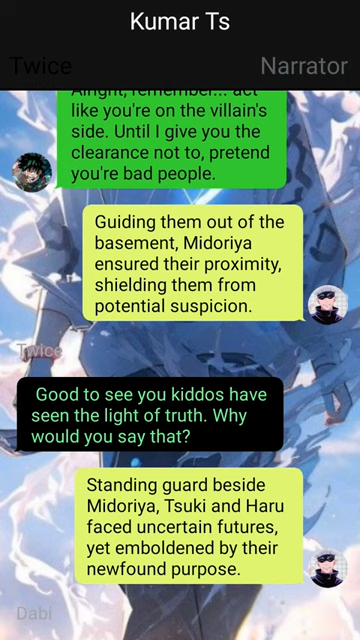 Kumar Ts
Twice
Narrator
Alright, remember... act
like you're on the villain's
side. Until I give you the
clearance not to, pretend
you're bad people.
Guiding them out of the
basement, Midoriya
ensured their proximity,
shielding them from
potential suspicion.
Twice
Good to see you kiddos have
seen the light of truth. Why
would you say that?
Standing guard beside
Midoriya, Tsuki and Haru
faced uncertain futures,
yet emboldened by their
newfound purpose.
Dabi